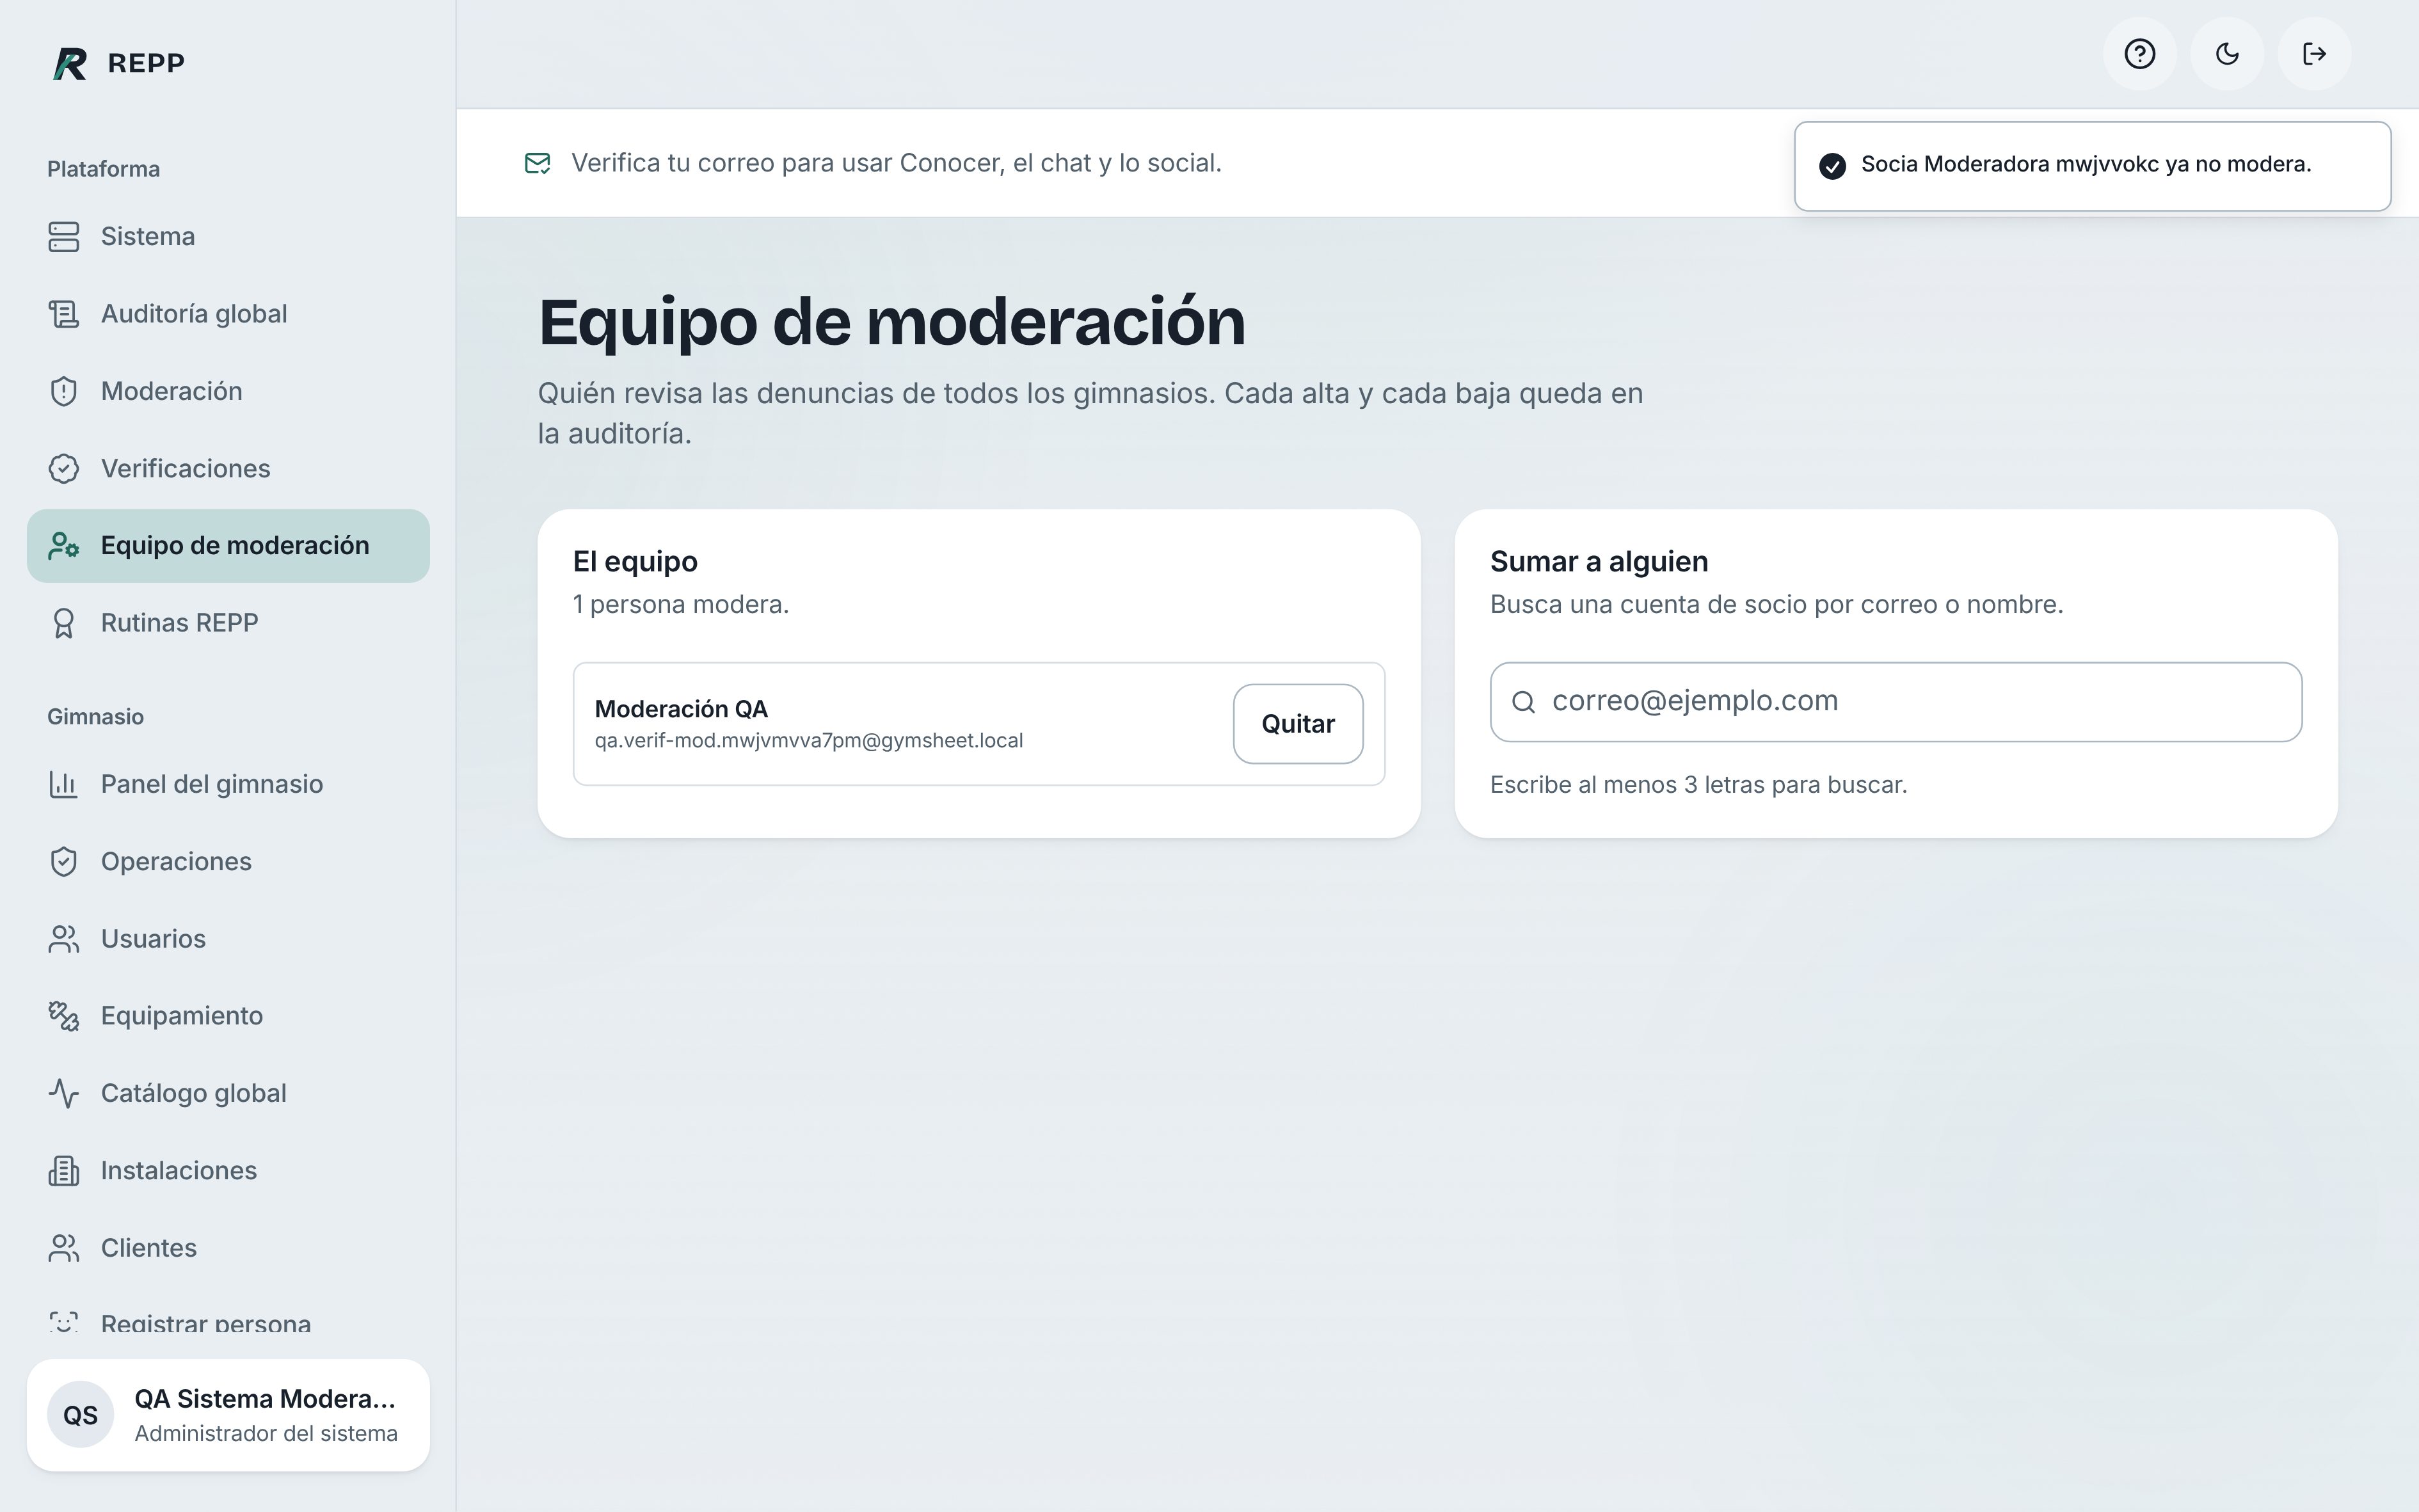 REPP
Plataforma
Sistema
Auditoría global
Moderación
Verificaciones
Equipo de moderación
Rutinas REPP
Gimnasio
Panel del gimnasio
Operaciones
Usuarios
Equipamiento
Catálogo global
Instalaciones
Clientes
Registrar persona
QS
QA Sistema Modera...
Administrador del sistema
Verifica tu correo para usar Conocer, el chat y lo social.
Socia Moderadora mwjvvokc ya no modera.
Equipo de moderación
Quién revisa las denuncias de todos los gimnasios. Cada alta y cada baja queda en
la auditoría.
El equipo
1 persona modera.
Moderación QA
qa.verif-mod.mwjvmvva7pm@gymsheet.local
Quitar
Sumar a alguien
Busca una cuenta de socio por correo o nombre.
correo@ejemplo.com
Escribe al menos 3 letras para buscar.